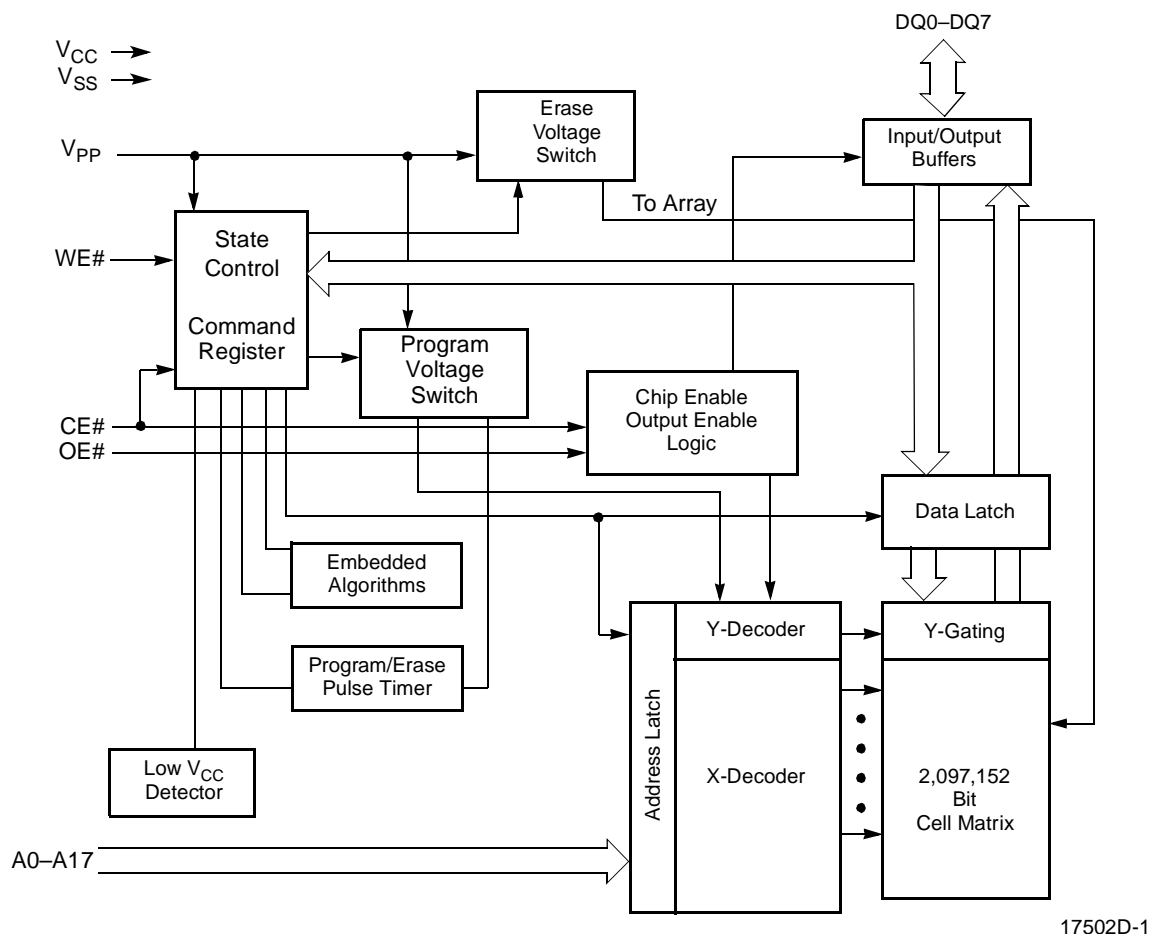 DQ0–DQ7
VCC
VSS
Erase
Voltage
Switch
Input/Output
Buffers
VPP
To Array
State
Control
Command
Register
WE#
Program
Voltage
Switch
Chip Enable
Output Enable
Logic
CE#
OE#
Data Latch
Embedded
Algorithms
Y-Decoder
Y-Gating
Program/Erase
Pulse Timer
Address Latch
X-Decoder
2,097,152
Bit
Cell Matrix
Low VCC
Detector
A0–A17
17502D-1